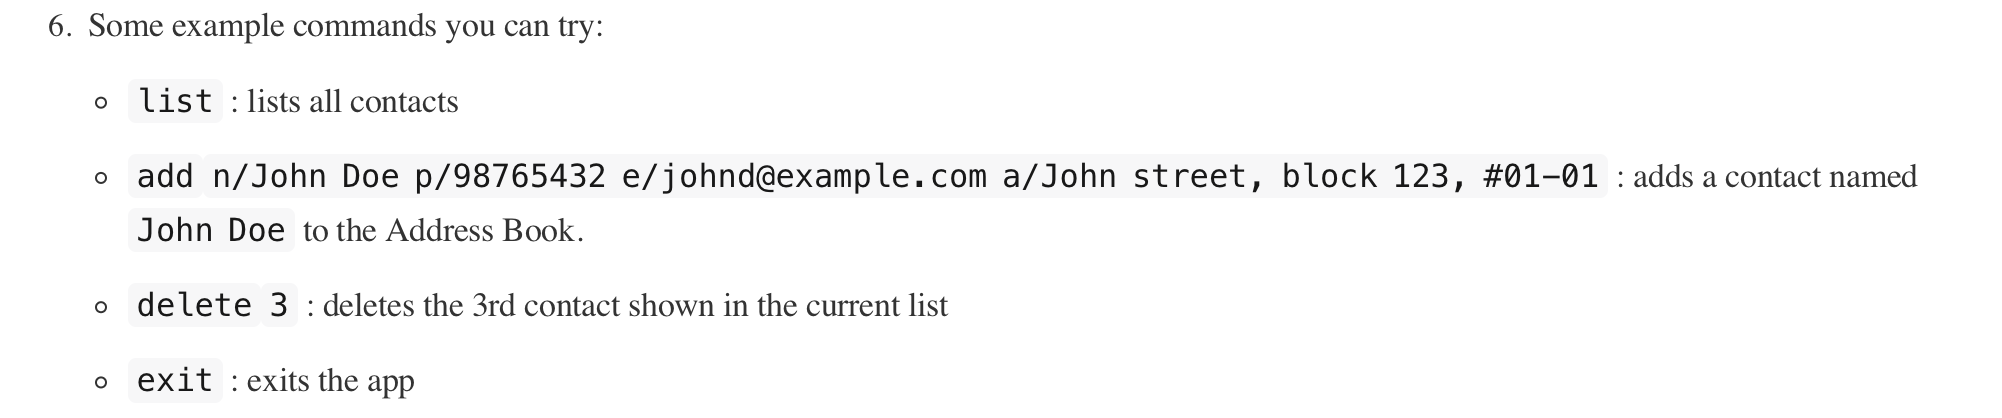 6. Some example commands you can try:
list : lists all contacts
add n/John Doe p/98765432 e/johnd@example.com a/John street, block 123, #01-01 : adds a contact named
John Doe to the Address Book.
delete 3 : deletes the 3rd contact shown in the current list
exit : exits the app